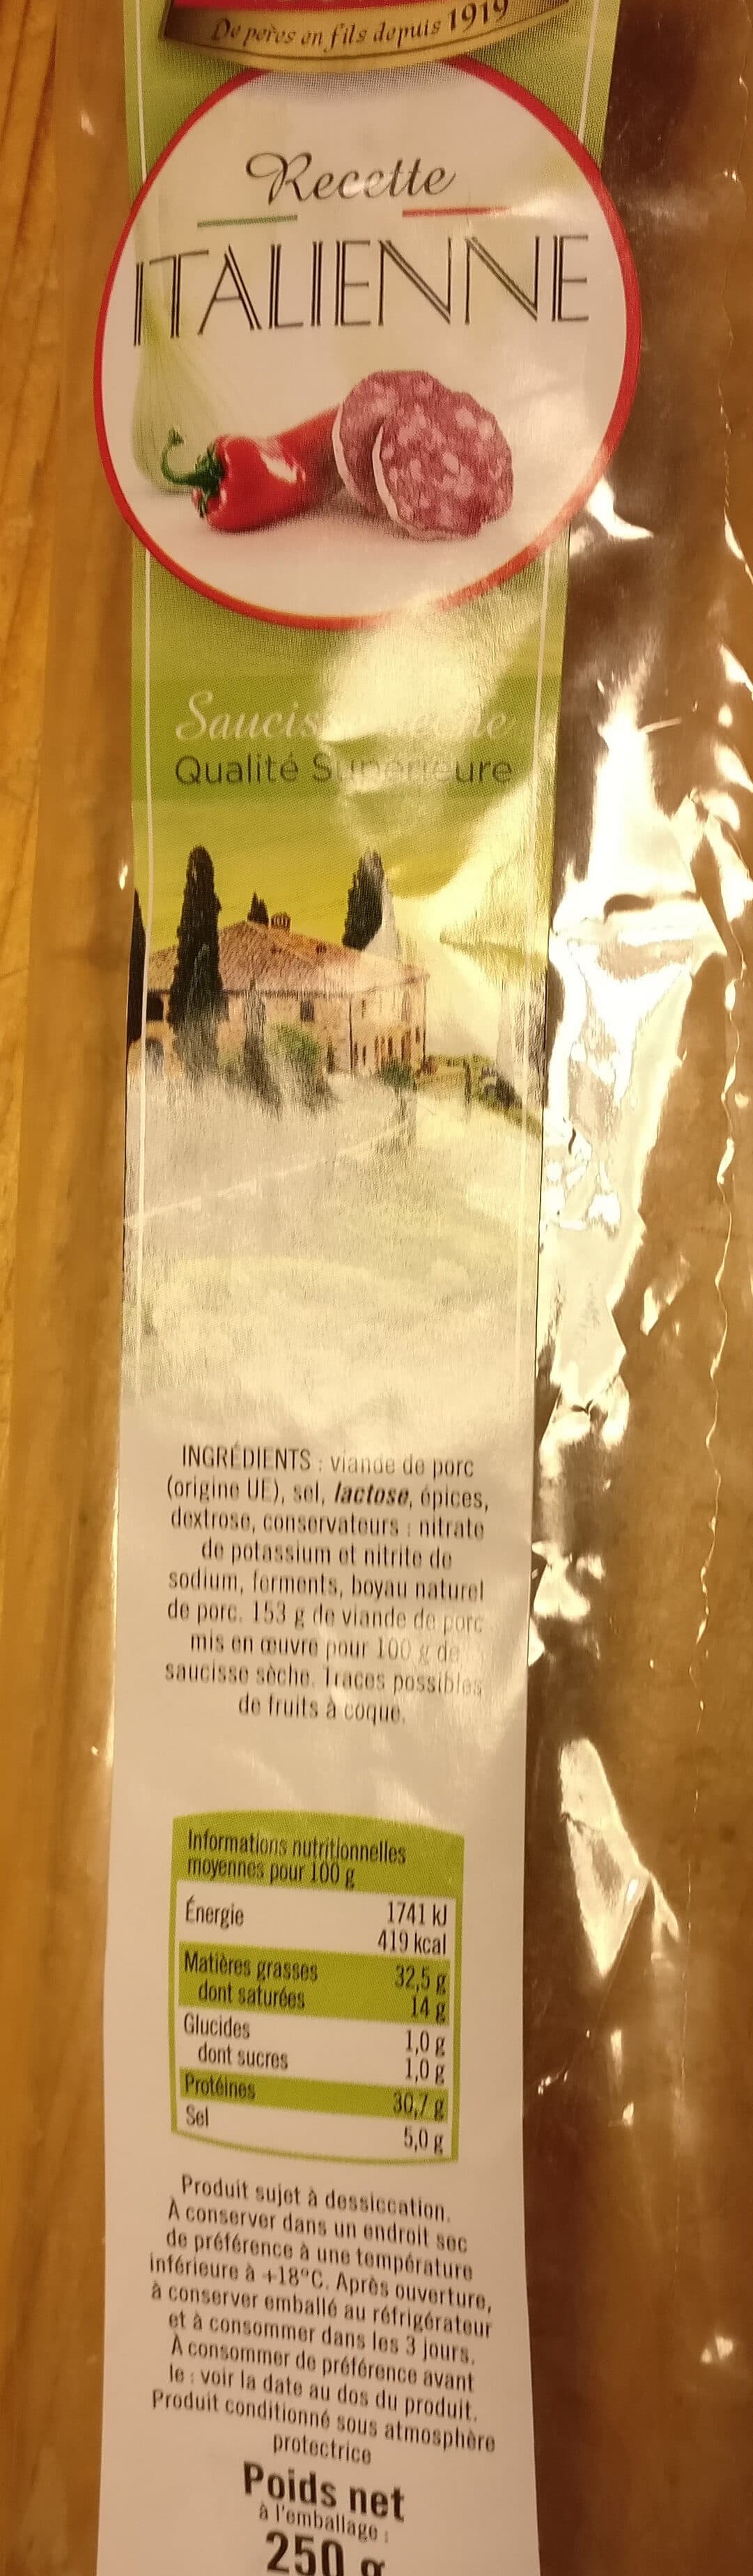 De pères en fils depuis 1919
Recette
ITALIENNE
Qualité Supérieure
INGRÉDIENTS : viande de porc
(origine UE), sel, lactose, épices,
dextrose, conservateurs : nitrate
de potassium et nitrite de
sodium, ferments, boyau naturel
de porc. 153 g de viande de porc
mis en œuvre pour 100 g de
saucisse sèche. Traces possibles
de fruits à coque.
Informations nutritionnelles
moyennes pour 100 g
Énergie 1741 kJ
419 kcal
Matières grasses 32,5 g
dont saturées 14 g
Glucides 1,0 g
dont sucres 1,0 g
Protéines 30,7 g
Sel 5,0 g
Produit sujet à dessiccation.
À conserver dans un endroit sec
de préférence à une température
inférieure à +18°C. Après ouverture,
à conserver emballé au réfrigérateur
et à consommer dans les 3 jours.
À consommer de préférence avant
le : voir la date au dos du produit.
Produit conditionné sous atmosphère
protectrice
Poids net
à l'emballage :
250 g